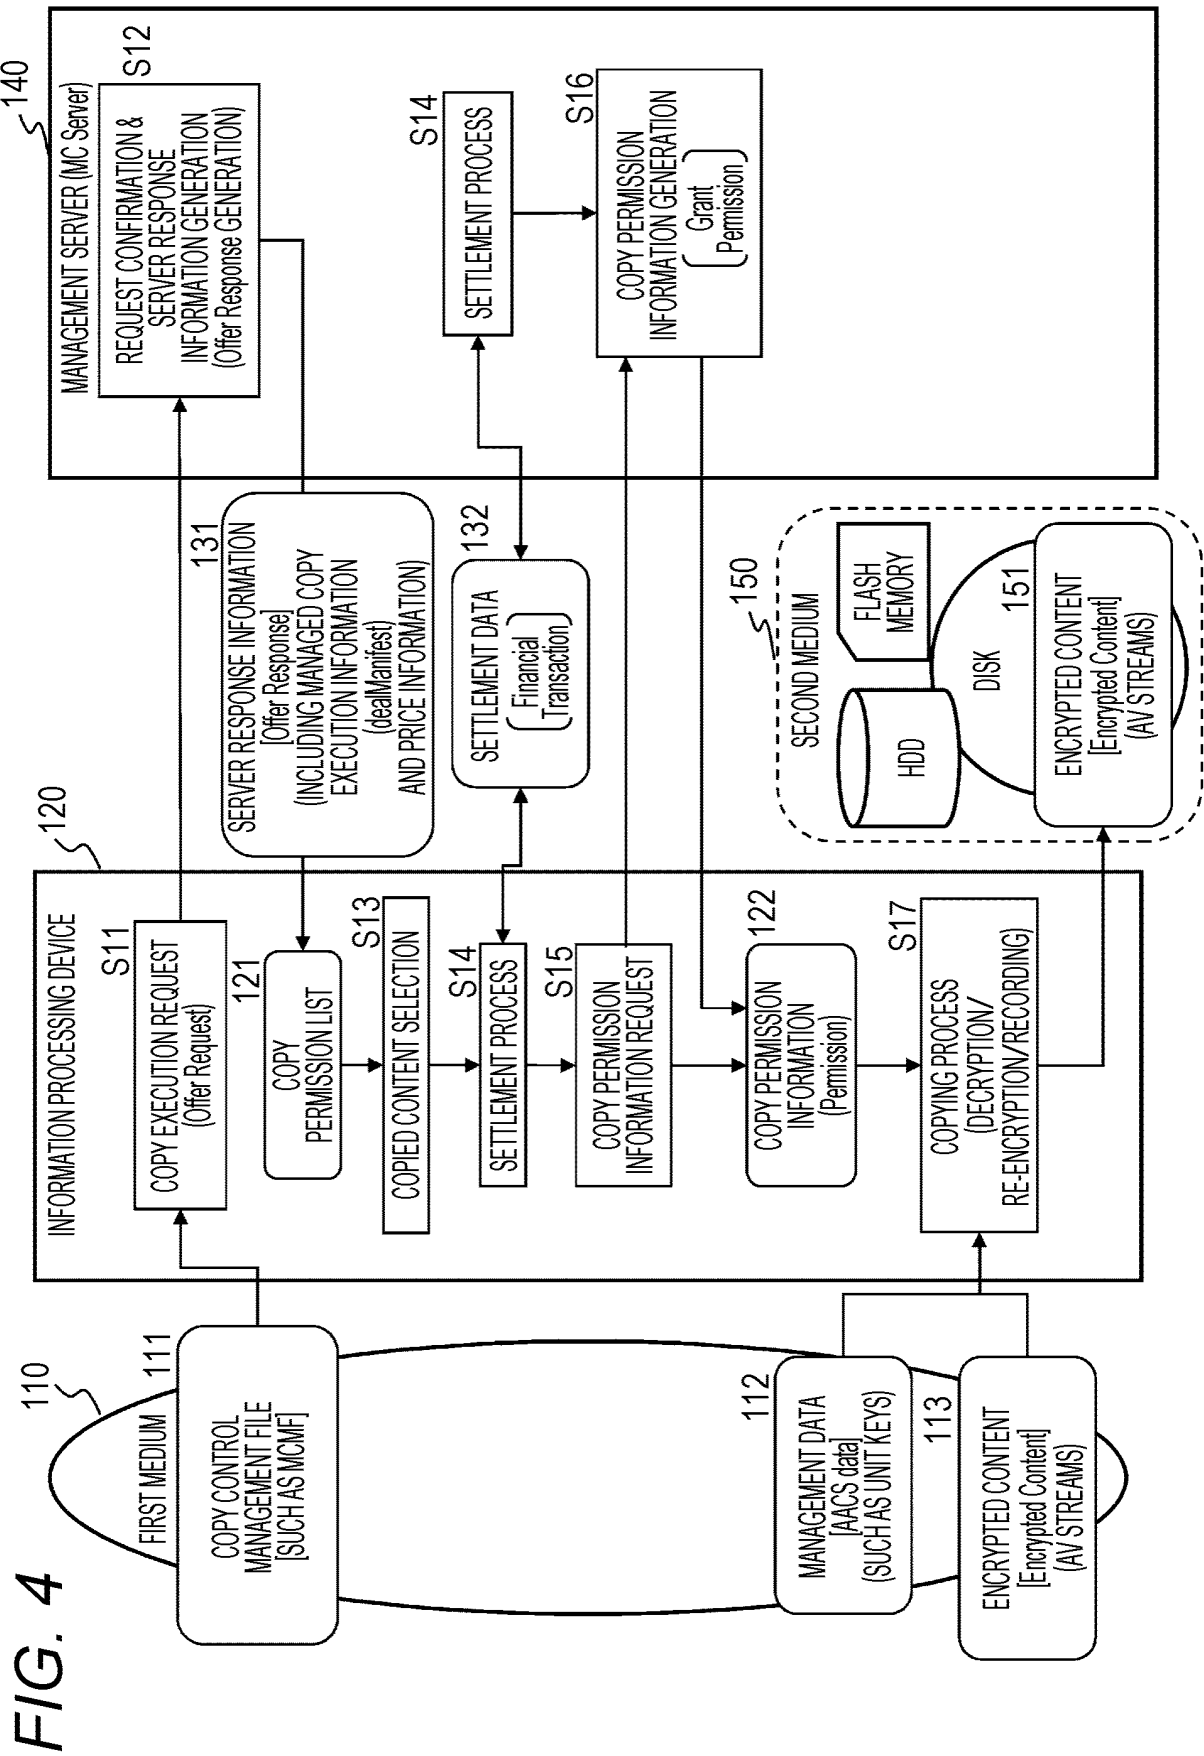 FIG. 4
110
FIRST MEDIUM
111
COPY CONTROL
MANAGEMENT FILE
[SUCH AS MCMF]
112
MANAGEMENT DATA
[AACS data]
(SUCH AS UNIT KEYS)
113
ENCRYPTED CONTENT
[Encrypted Content]
(AV STREAMS)
120
INFORMATION PROCESSING DEVICE
S11
COPY EXECUTION REQUEST
(Offer Request)
121
COPY
PERMISSION LIST
S13
COPIED CONTENT SELECTION
S14
SETTLEMENT PROCESS
S15
COPY PERMISSION
INFORMATION REQUEST
122
COPY PERMISSION
INFORMATION
(Permission)
S17
COPYING PROCESS
(DECRYPTION/
RE-ENCRYPTION/RECORDING)
131
SERVER RESPONSE INFORMATION
[Offer Response]
(INCLUDING MANAGED COPY
EXECUTION INFORMATION
(dealManifest)
AND PRICE INFORMATION)
132
SETTLEMENT DATA
(Financial
Transaction)
150
SECOND MEDIUM
HDD
FLASH
MEMORY
DISK
151
ENCRYPTED CONTENT
[Encrypted Content]
(AV STREAMS)
140
MANAGEMENT SERVER (MC Server)
S12
REQUEST CONFIRMATION &
SERVER RESPONSE
INFORMATION GENERATION
(Offer Response GENERATION)
S14
SETTLEMENT PROCESS
S16
COPY PERMISSION
INFORMATION GENERATION
(Grant
Permission)